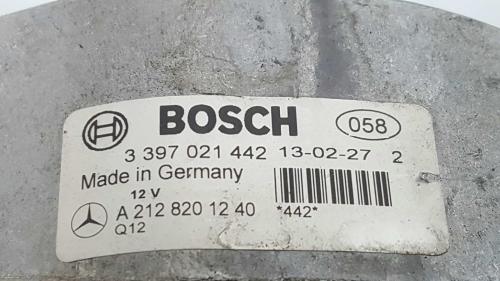 BOSCH 058
3 397 021 442 13-02-27 2
Made in Germany
12 V
A 212 820 12 40 *442*
Q12